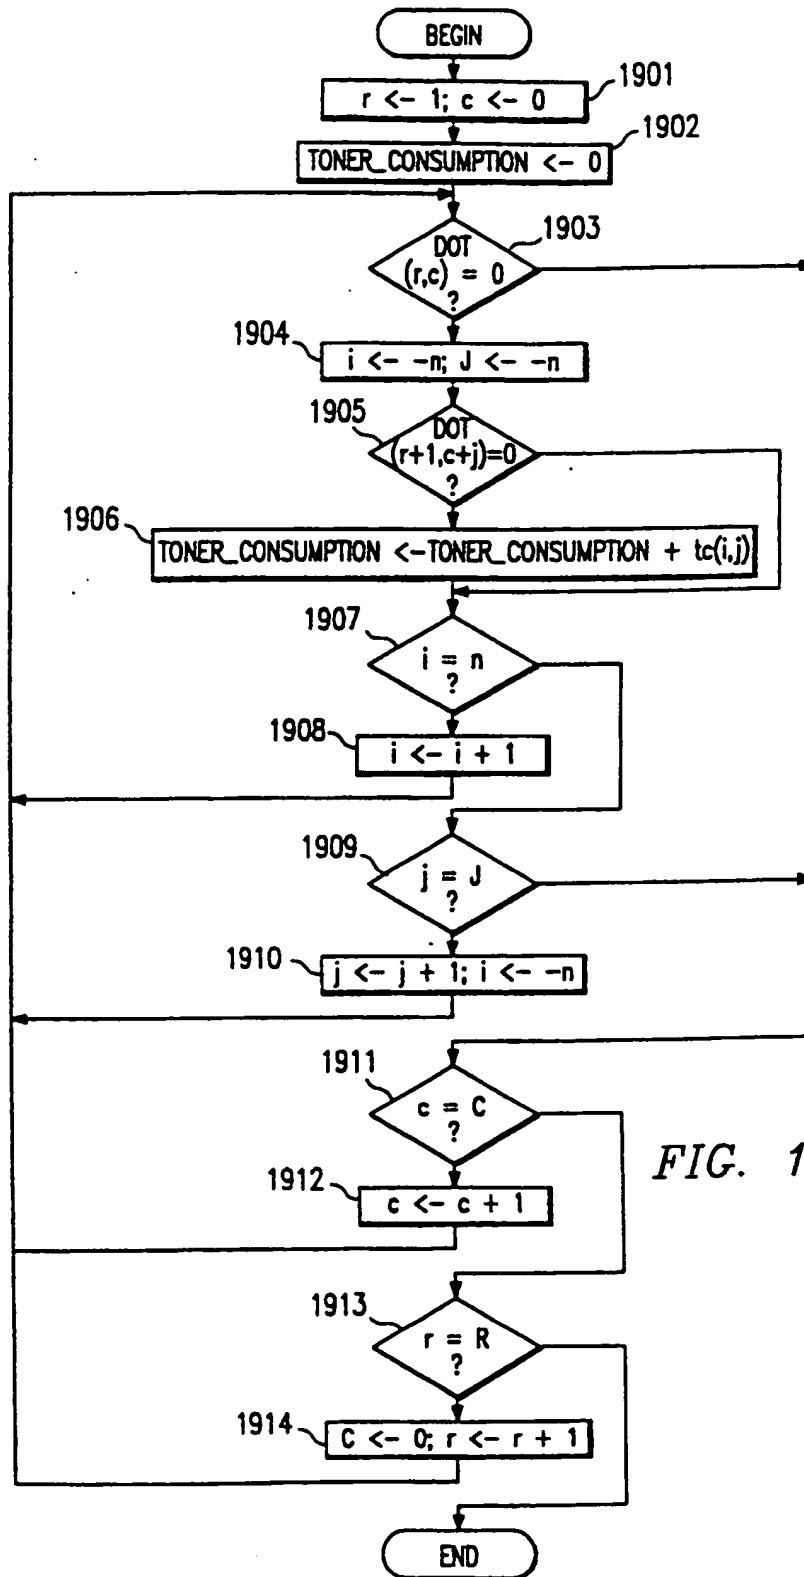 BEGIN
1901
r <- 1; c <- 0
1902
TONER_CONSUMPTION <- 0
1903
DOT
(r,c) = 0
?
1904
i <- -n; J <- -n
1905
DOT
(r+1,c+j)=0
?
1906
TONER_CONSUMPTION <-TONER_CONSUMPTION + tc(i,j)
1907
i = n
?
1908
i <- i + 1
1909
j = J
?
1910
j <- j + 1; i <- -n
1911
c = C
?
FIG. 1
1912
c <- c + 1
1913
r = R
?
1914
C <- 0; r <- r + 1
END